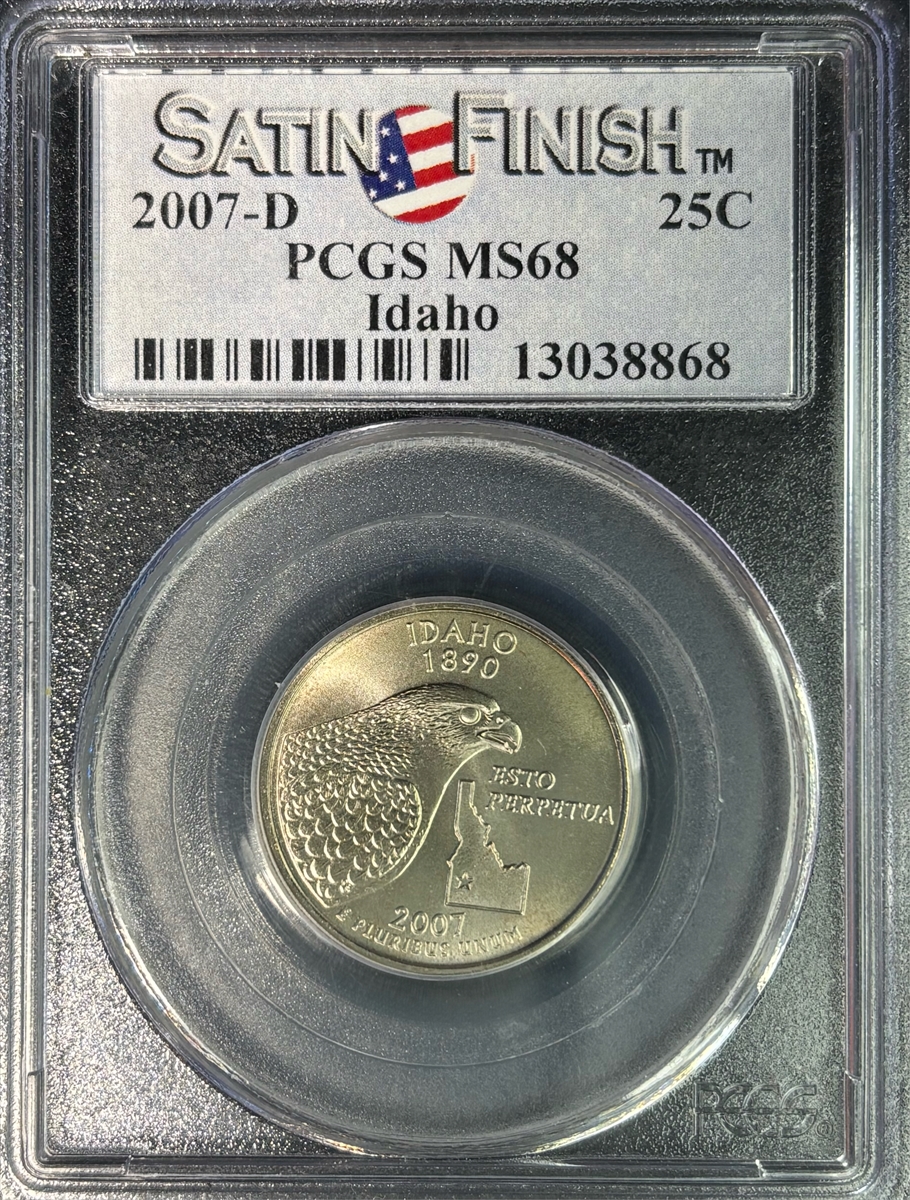 SATIN FINISH™
2007-D 25C
PCGS MS68
Idaho
13038868
IDAHO
1890
ESTO
PERPETUA
2007
E PLURIBUS UNUM
PCGS